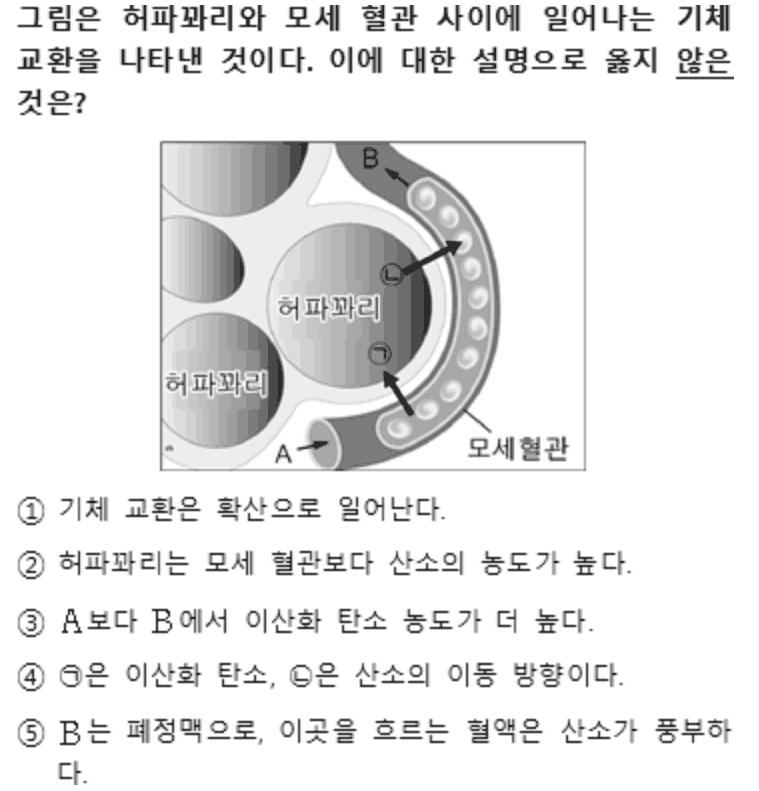 그림은 허파꽈리와 모세 혈관 사이에 일어나는 기체
교환을 나타낸 것이다. 이에 대한 설명으로 옳지 않은
것은?
B
㉡
허파꽈리
㉠
허파꽈리
A
모세혈관
① 기체 교환은 확산으로 일어난다.
② 허파꽈리는 모세 혈관보다 산소의 농도가 높다.
③ A보다 B에서 이산화 탄소 농도가 더 높다.
④ ㉠은 이산화 탄소, ㉡은 산소의 이동 방향이다.
⑤ B는 폐정맥으로, 이곳을 흐르는 혈액은 산소가 풍부하
다.